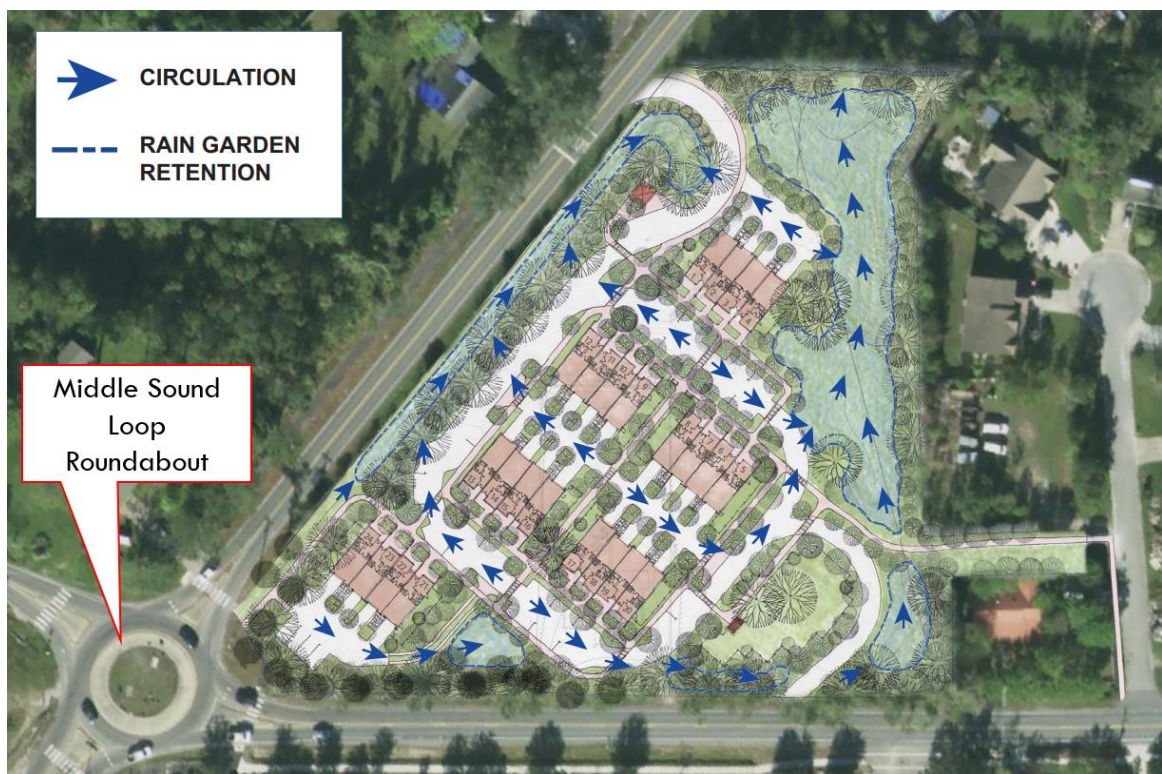 CIRCULATION
RAIN GARDEN
RETENTION
Middle Sound
Loop
Roundabout